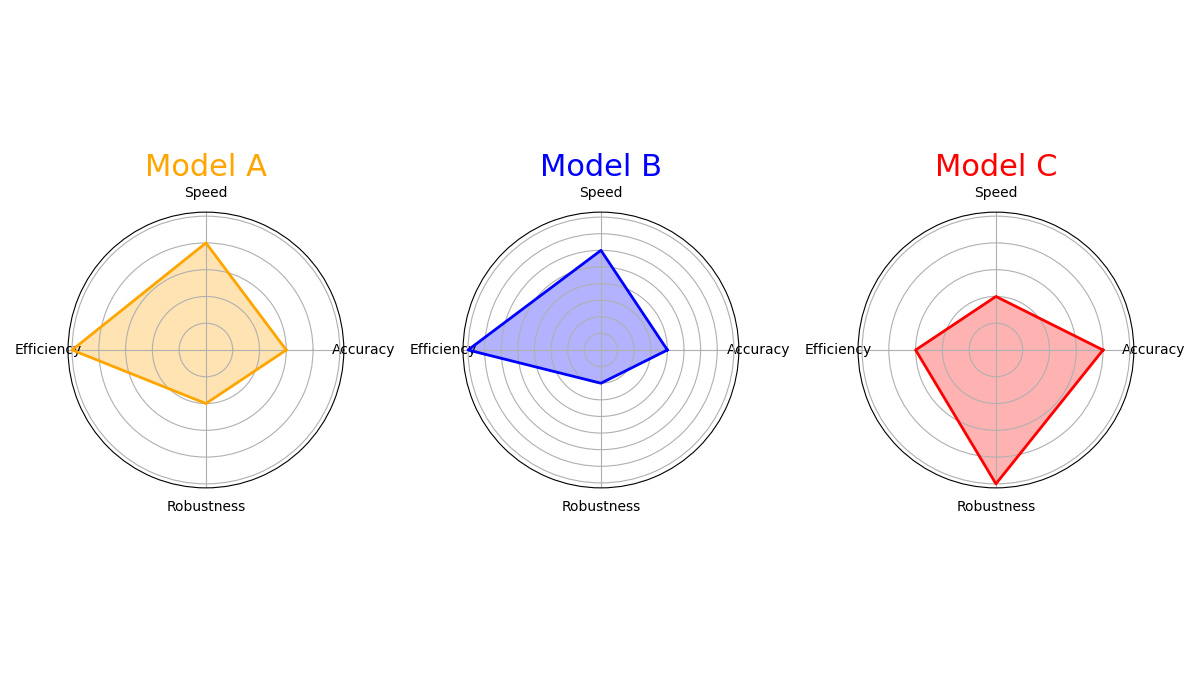 Model A
Speed
Efficiency
Accuracy
Robustness
Model B
Speed
Efficiency
Accuracy
Robustness
Model C
Speed
Efficiency
Accuracy
Robustness